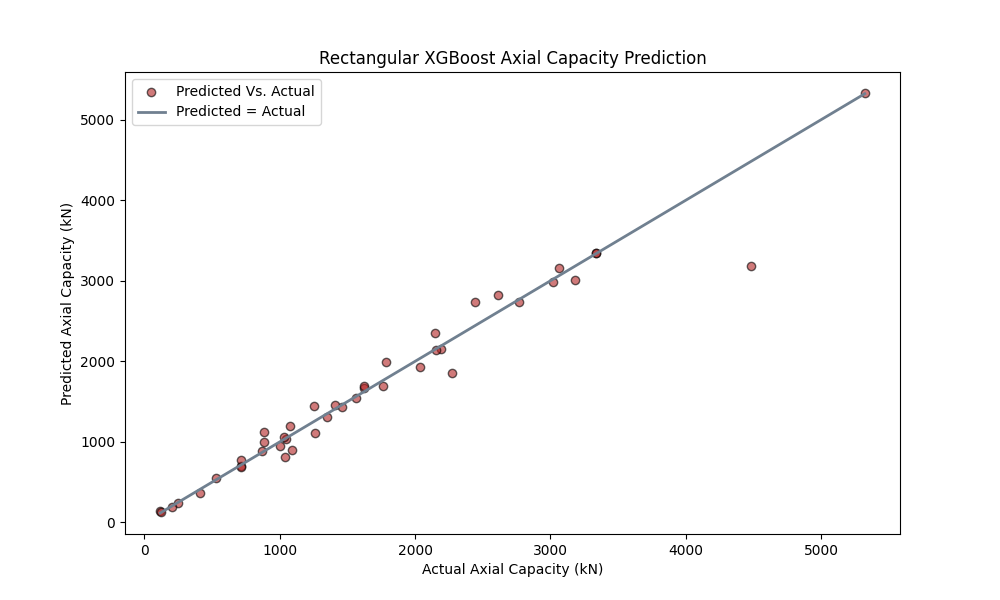 Rectangular XGBoost Axial Capacity Prediction
Predicted Vs. Actual
Predicted = Actual
Predicted Axial Capacity (kN)
5000
4000
3000
2000
1000
0
0 1000 2000 3000 4000 5000
Actual Axial Capacity (kN)